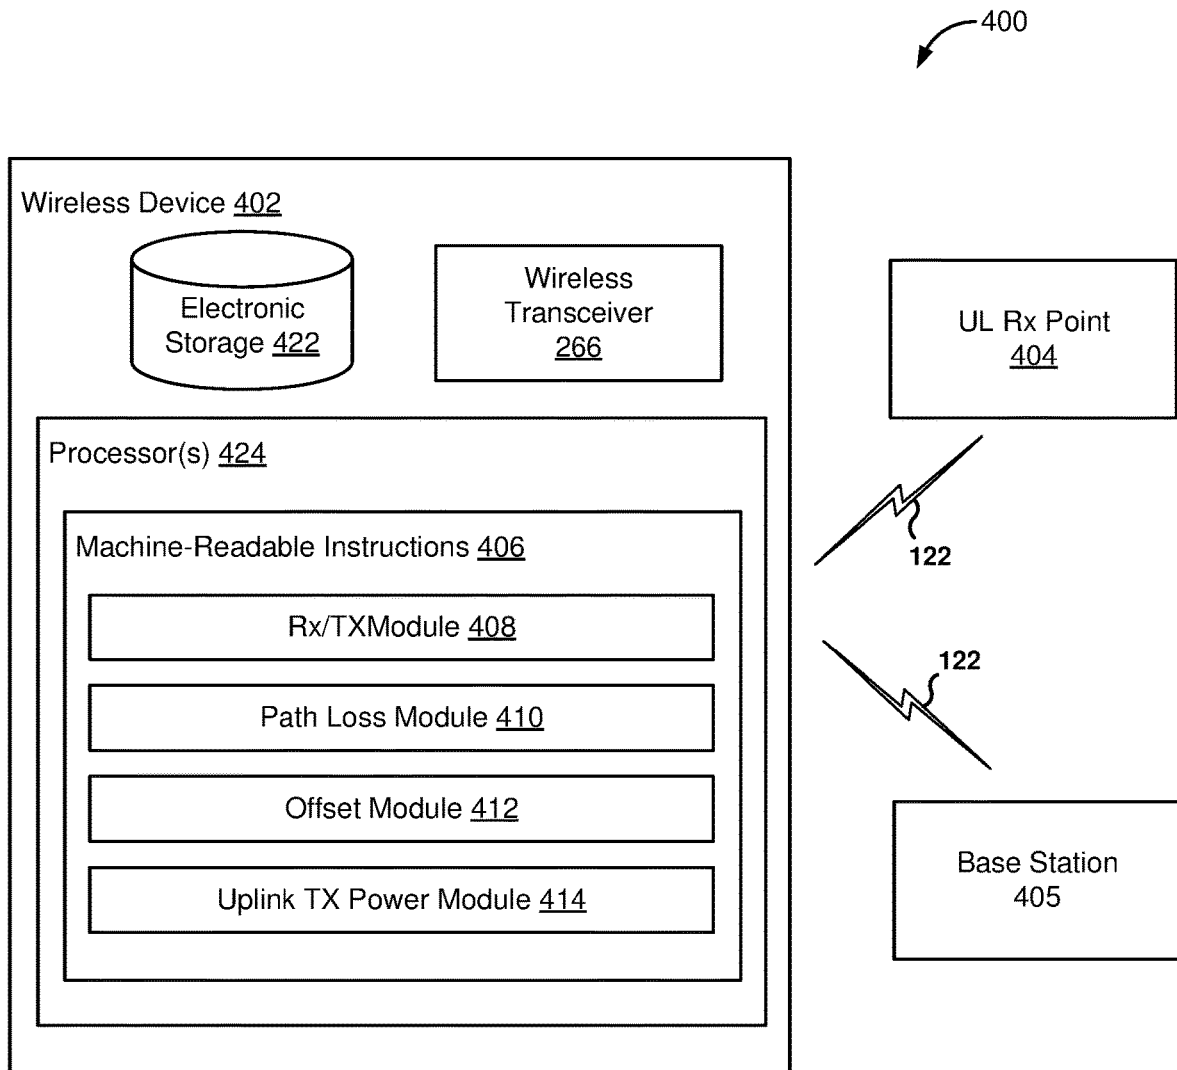 400
Wireless Device 402
Electronic
Storage 422
Wireless
Transceiver
266
UL Rx Point
404
Processor(s) 424
Machine-Readable Instructions 406
122
Rx/TXModule 408
122
Path Loss Module 410
Offset Module 412
Base Station
405
Uplink TX Power Module 414